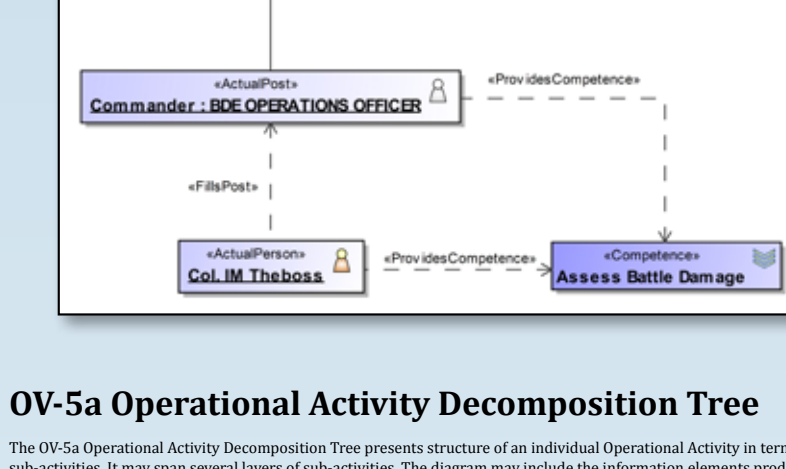 «ActualPost»
Commander : BDE OPERATIONS OFFICER
«ProvidesCompetence»
«FillsPost»
«ActualPerson»
Col. IM Theboss
«ProvidesCompetence»
«Competence»
Assess Battle Damage
OV-5a Operational Activity Decomposition Tree
The OV-5a Operational Activity Decomposition Tree presents structure of an individual Operational Activity in
sub-activities. It may span several layers of sub-activities. The diagram may include the information elements